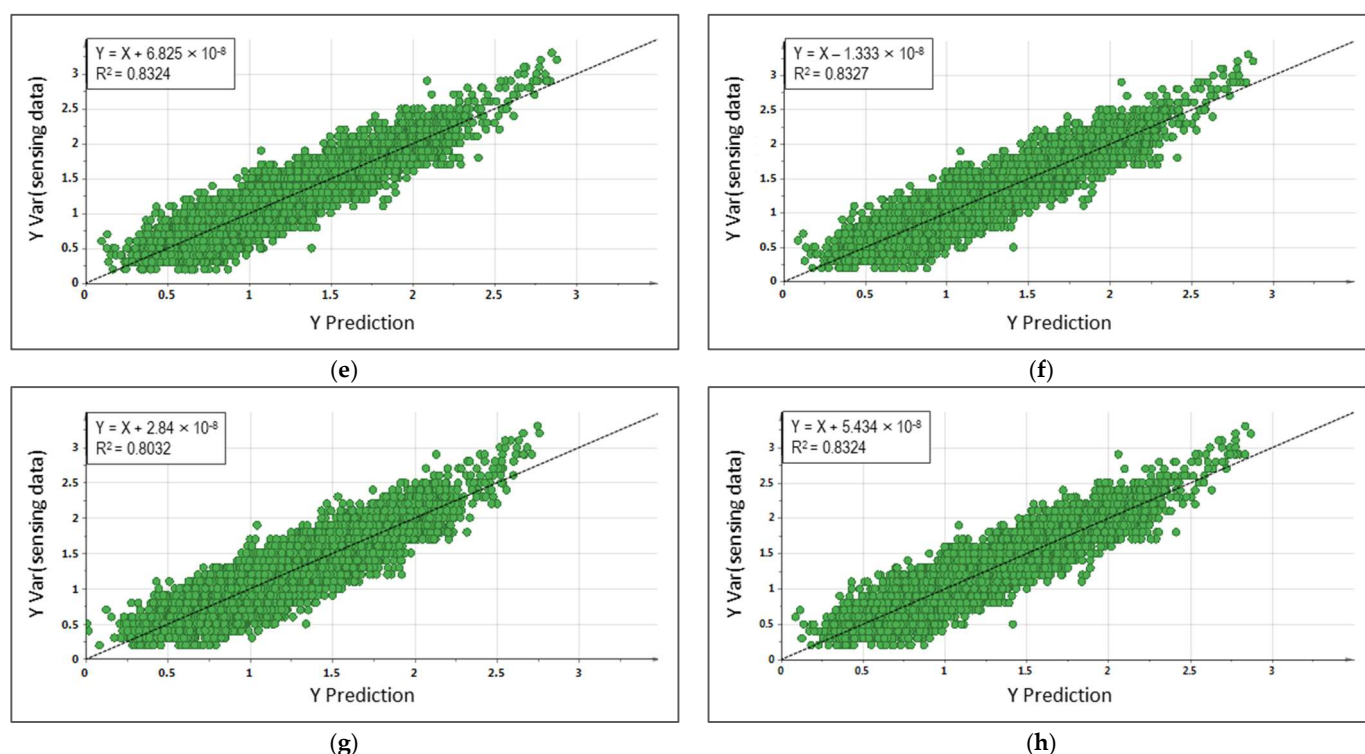 Y = X + 6.825 × 10⁻⁸
R² = 0.8324
Y Var( sensing data)
3
2.5
2
1.5
1
0.5
0
0 0.5 1 1.5 2 2.5 3
Y Prediction
(e)
Y = X – 1.333 × 10⁻⁸
R² = 0.8327
Y Var( sensing data)
3
2.5
2
1.5
1
0.5
0
0 0.5 1 1.5 2 2.5 3
Y Prediction
(f)
Y = X + 2.84 × 10⁻⁸
R² = 0.8032
Y Var( sensing data)
3
2.5
2
1.5
1
0.5
0
0 0.5 1 1.5 2 2.5 3
Y Prediction
(g)
Y = X + 5.434 × 10⁻⁸
R² = 0.8324
Y Var( sensing data)
3
2.5
2
1.5
1
0.5
0
0 0.5 1 1.5 2 2.5 3
Y Prediction
(h)